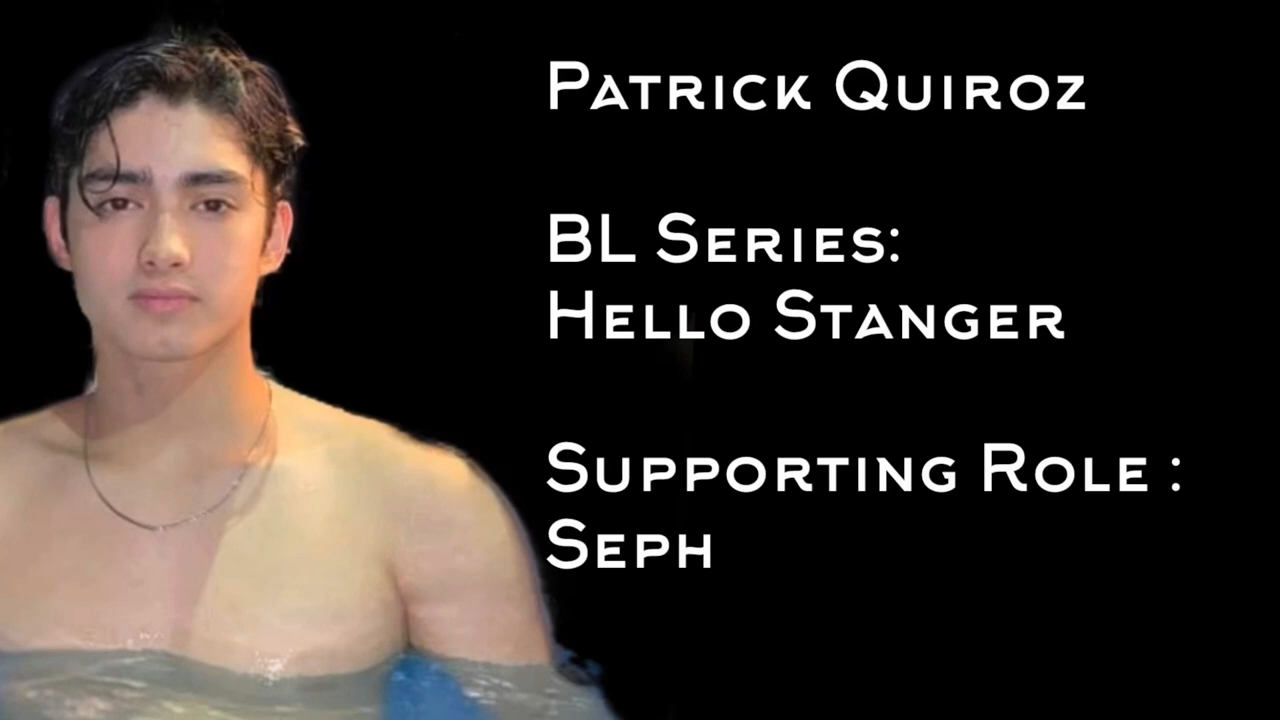 Patrick Quiroz
BL Series:
Hello Stanger
Supporting Role :
Seph